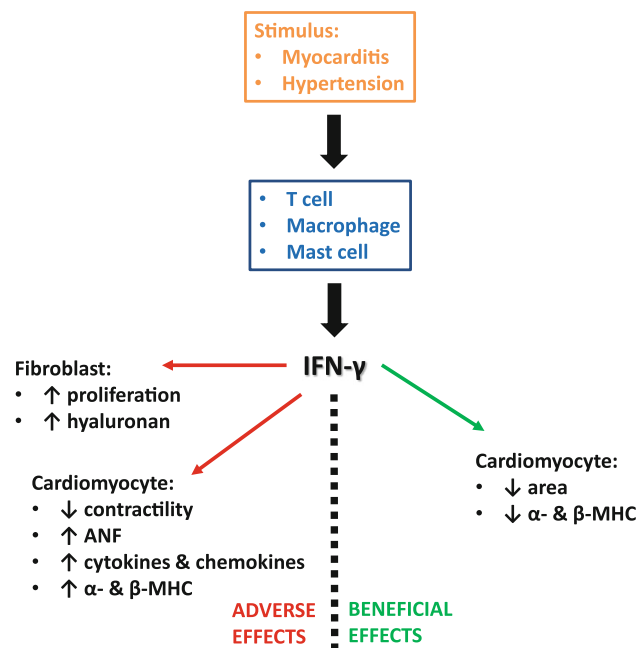 Stimulus:
• Myocarditis
• Hypertension
• T cell
• Macrophage
• Mast cell
IFN-γ
Fibroblast:
• ↑ proliferation
• ↑ hyaluronan
Cardiomyocyte:
• ↓ contractility
• ↑ ANF
• ↑ cytokines & chemokines
• ↑ α- & β-MHC
Cardiomyocyte:
• ↓ area
• ↓ α- & β-MHC
ADVERSE
EFFECTS
BENEFICIAL
EFFECTS